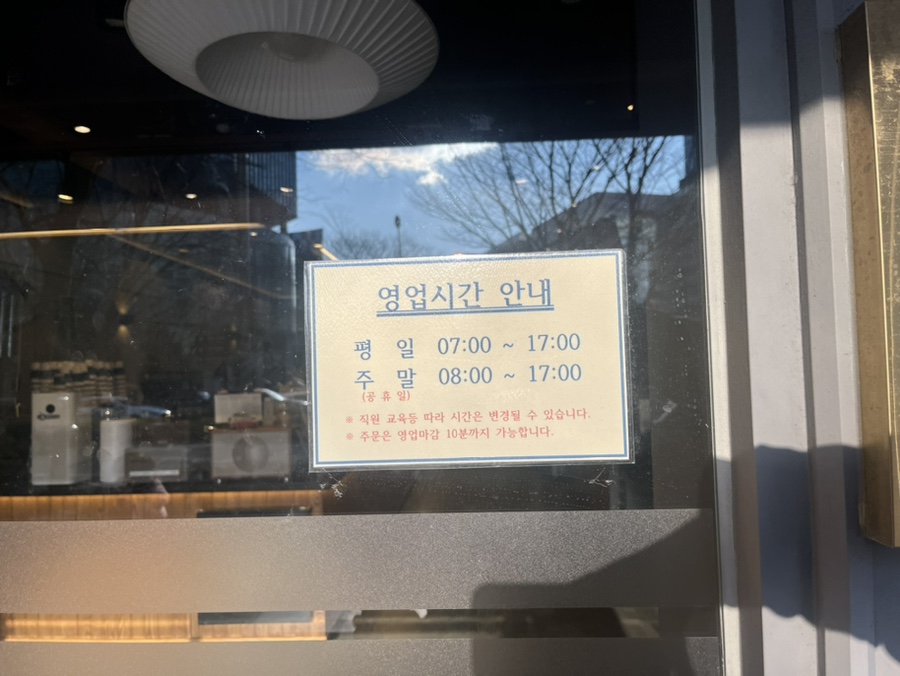 영업시간 안내
평 일 07:00 ~ 17:00
주 말 08:00 ~ 17:00
(공 휴 일)
※ 직원 교육등 따라 시간은 변경될 수 있습니다.
※ 주문은 영업마감 10분까지 가능합니다.